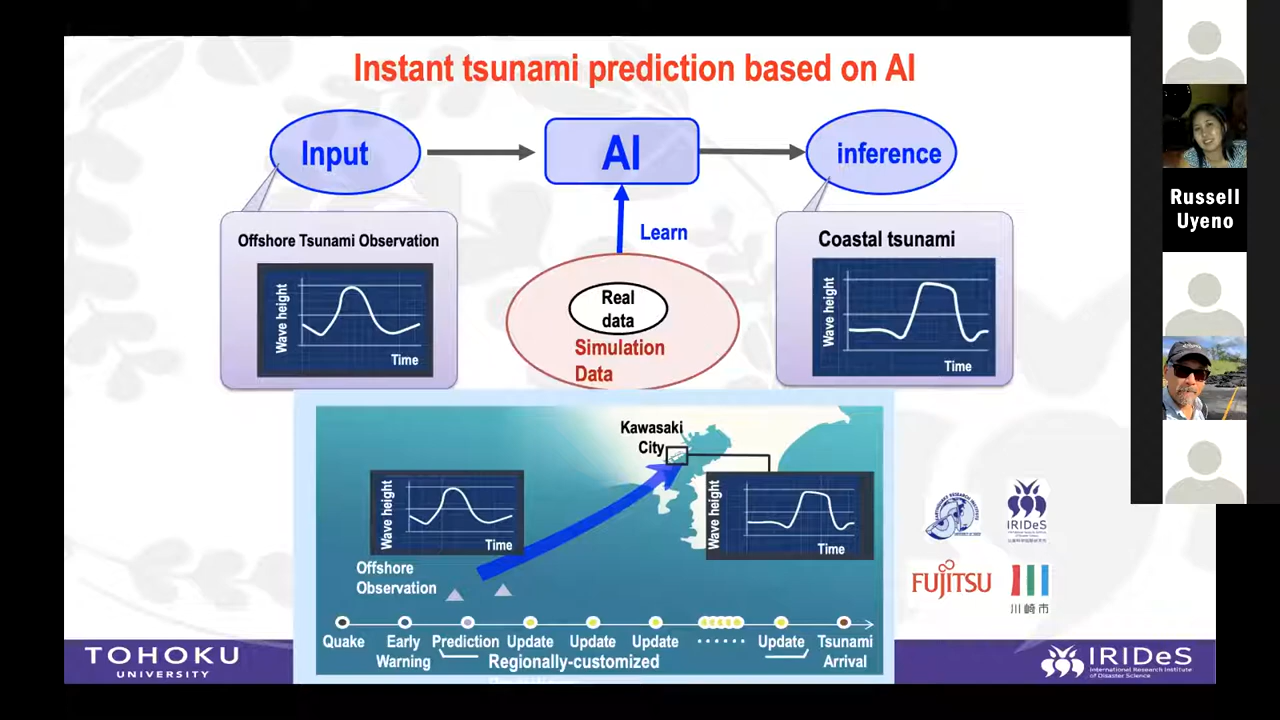 Instant tsunami prediction based on AI
Input
AI
inference
Learn
Offshore Tsunami Observation
Wave height
Time
Real
data
Simulation
Data
Coastal tsunami
Wave height
Time
Kawasaki
City
Wave height
Time
Wave height
Time
Offshore
Observation
Quake
Early
Warning
Prediction
Update
Update
Update
Update
Tsunami
Arrival
Regionally-customized
IRIDeS
FUJITSU
川崎市
TOHOKU
UNIVERSITY
IRIDeS
International Research Institute
of Disaster Science
Russell
Uyeno